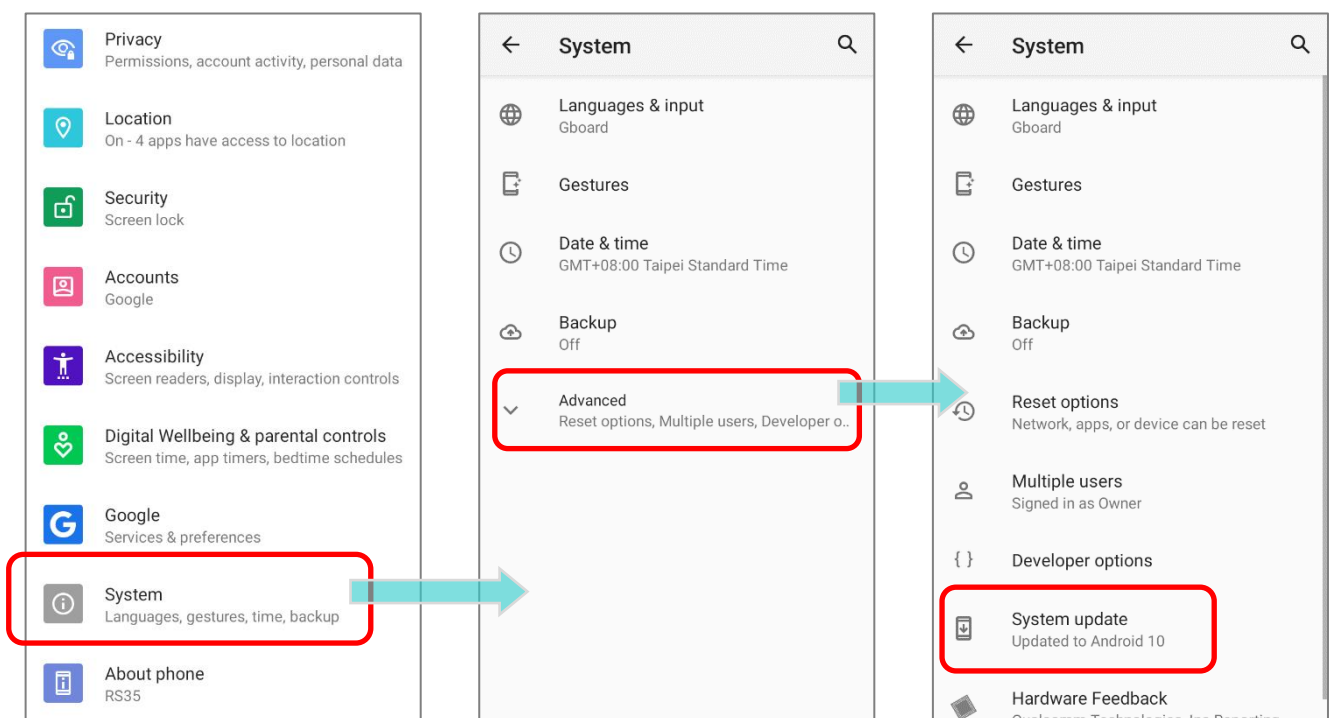 Privacy
Permissions, account activity, personal data
Location
On - 4 apps have access to location
Security
Screen lock
Accounts
Google
Accessibility
Screen readers, display, interaction controls
Digital Wellbeing & parental controls
Screen time, app timers, bedtime schedules
G
Google
Services & preferences
System
Languages, gestures, time, backup
About phone
RS35
System
Languages & input
Gboard
Gestures
Date & time
GMT+08:00 Taipei Standard Time
Backup
Off
Advanced
Reset options, Multiple users, Developer o..
System
Languages & input
Gboard
Gestures
Date & time
GMT+08:00 Taipei Standard Time
Backup
Off
Reset options
Network, apps, or device can be reset
Multiple users
Signed in as Owner
{ }
Developer options
System update
Updated to Android 10
Hardware Feedback
Qualcomm Technologies, Inc Reporting